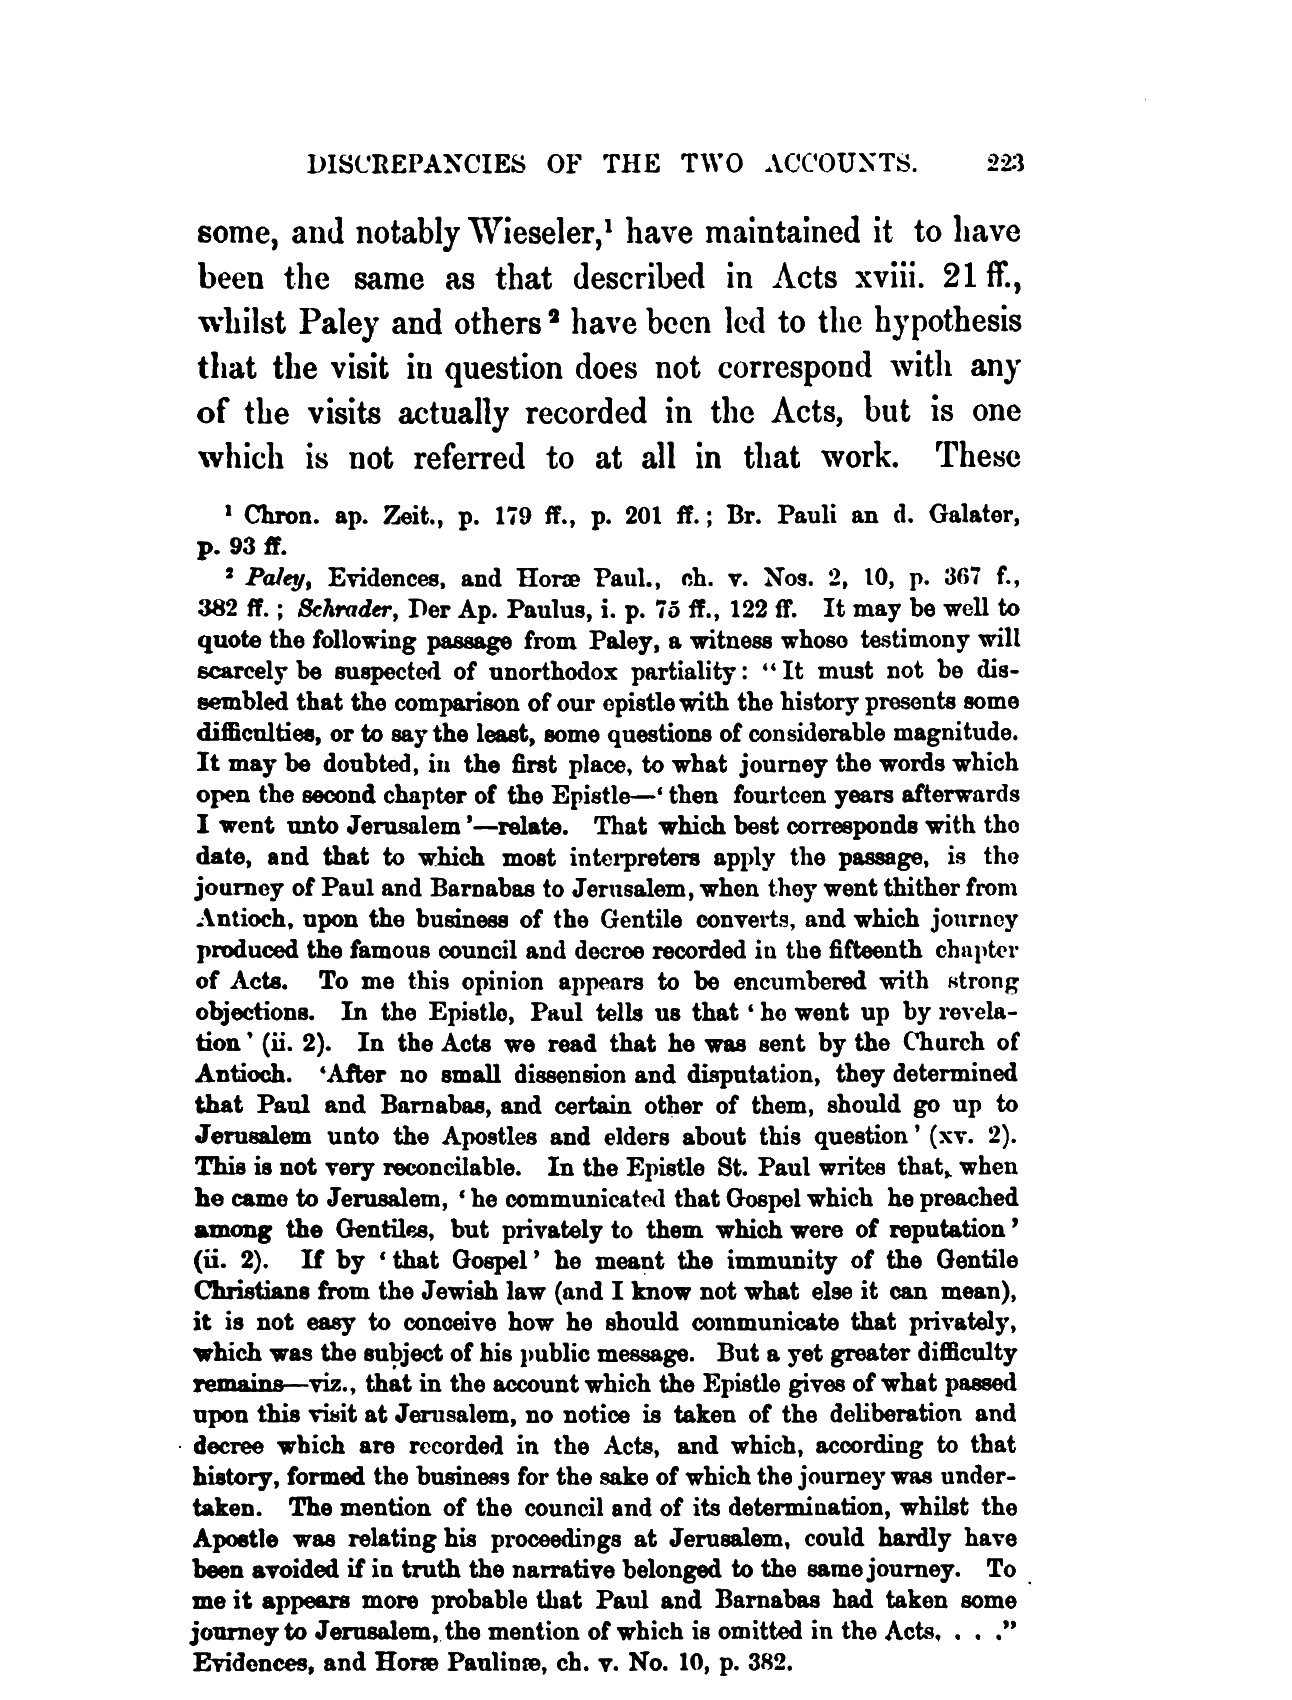 DISCREPANCIES OF THE TWO ACCOUNTS. 223
some, and notably Wieseler,¹ have maintained it to have
been the same as that described in Acts xviii. 21 ff.,
whilst Paley and others² have been led to the hypothesis
that the visit in question does not correspond with any
of the visits actually recorded in the Acts, but is one
which is not referred to at all in that work. These
¹ Chron. ap. Zeit., p. 179 ff., p. 201 ff.; Br. Pauli an d. Galater,
p. 93 ff.
² Paley, Evidences, and Horæ Paul., ch. v. Nos. 2, 10, p. 367 f.,
382 ff.; Schrader, Der Ap. Paulus, i. p. 75 ff., 122 ff. It may be well to
quote the following passage from Paley, a witness whose testimony will
scarcely be suspected of unorthodox partiality: "It must not be dis-
sembled that the comparison of our epistle with the history presents some
difficulties, or to say the least, some questions of considerable magnitude.
It may be doubted, in the first place, to what journey the words which
open the second chapter of the Epistle—'then fourteen years afterwards
I went unto Jerusalem'—relate. That which best corresponds with the
date, and that to which most interpreters apply the passage, is the
journey of Paul and Barnabas to Jerusalem, when they went thither from
Antioch, upon the business of the Gentile converts, and which journey
produced the famous council and decree recorded in the fifteenth chapter
of Acts. To me this opinion appears to be encumbered with strong
objections. In the Epistle, Paul tells us that 'he went up by revela-
tion' (ii. 2). In the Acts we read that he was sent by the Church of
Antioch. 'After no small dissension and disputation, they determined
that Paul and Barnabas, and certain other of them, should go up to
Jerusalem unto the Apostles and elders about this question' (xv. 2).
This is not very reconcilable. In the Epistle St. Paul writes that, when
he came to Jerusalem, 'he communicated that Gospel which he preached
among the Gentiles, but privately to them which were of reputation'
(ii. 2). If by 'that Gospel' he meant the immunity of the Gentile
Christians from the Jewish law (and I know not what else it can mean),
it is not easy to conceive how he should communicate that privately,
which was the subject of his public message. But a yet greater difficulty
remains—viz., that in the account which the Epistle gives of what passed
upon this visit at Jerusalem, no notice is taken of the deliberation and
decree which are recorded in the Acts, and which, according to that
history, formed the business for the sake of which the journey was under-
taken. The mention of the council and of its determination, whilst the
Apostle was relating his proceedings at Jerusalem, could hardly have
been avoided if in truth the narrative belonged to the same journey. To
me it appears more probable that Paul and Barnabas had taken some
journey to Jerusalem, the mention of which is omitted in the Acts. . . ."
Evidences, and Horæ Paulinæ, ch. v. No. 10, p. 382.